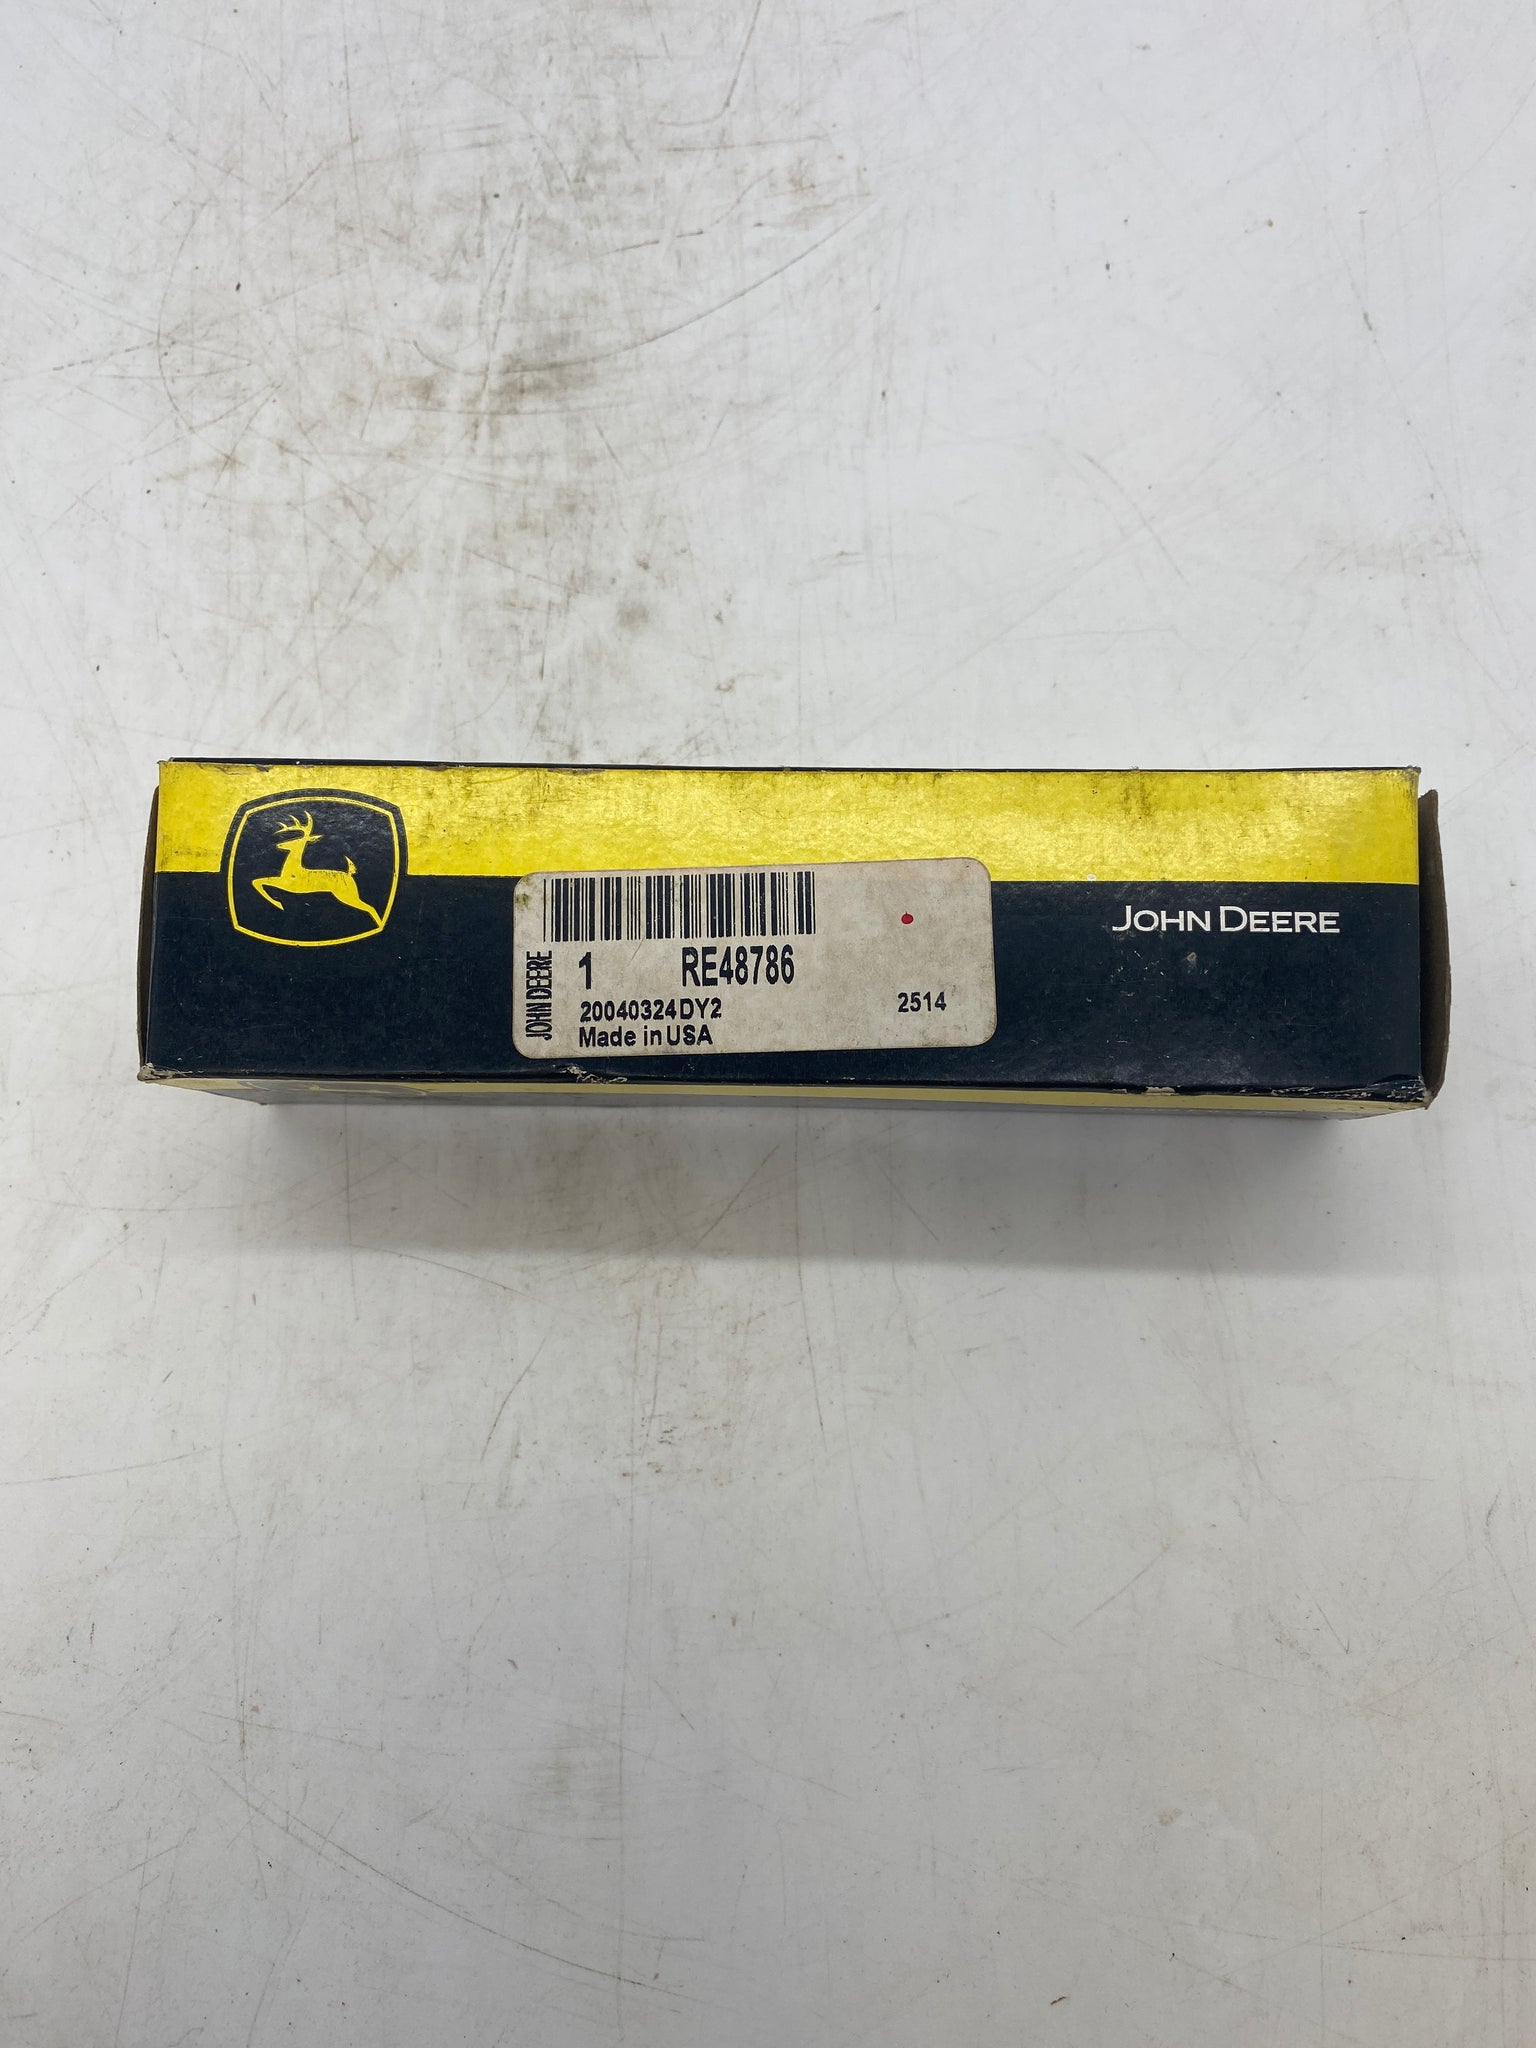 JOHN DEERE
JOHN DEERE
1 RE48786
20040324DY2
2514
Made in USA